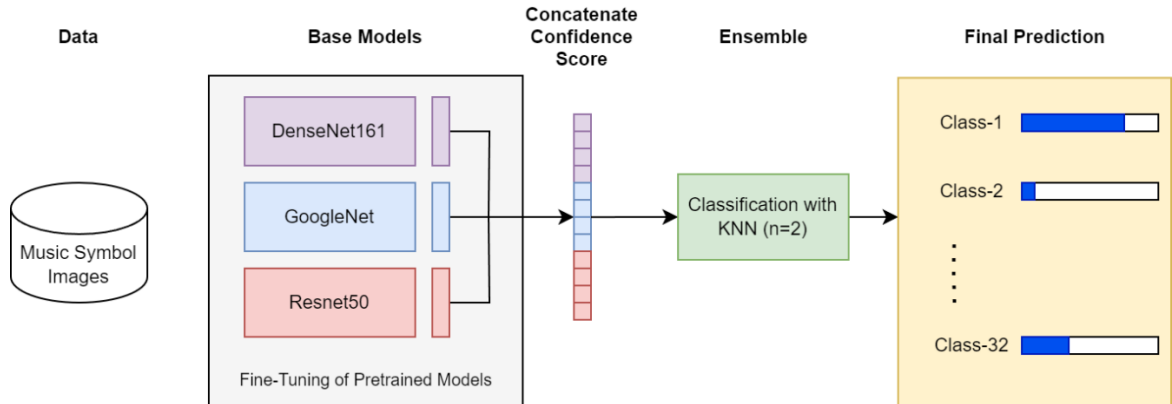 Data
Base Models
Concatenate
Confidence
Score
Ensemble
Final Prediction
Music Symbol
Images
DenseNet161
GoogleNet
Resnet50
Fine-Tuning of Pretrained Models
Classification with
KNN (n=2)
Class-1
Class-2
Class-32